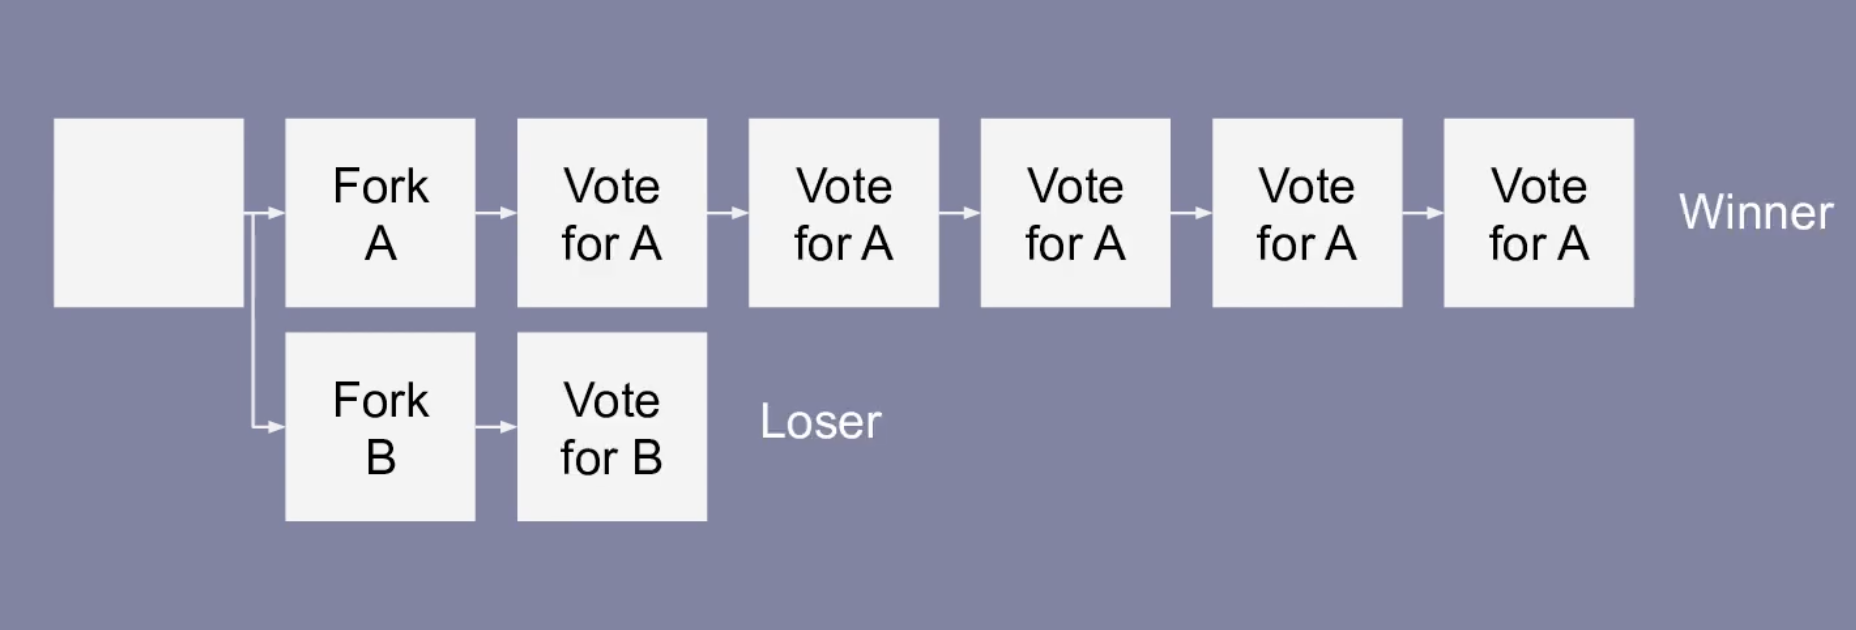 Fork
A
Vote
for A
Vote
for A
Vote
for A
Vote
for A
Vote
for A
Winner
Fork
B
Vote
for B
Loser